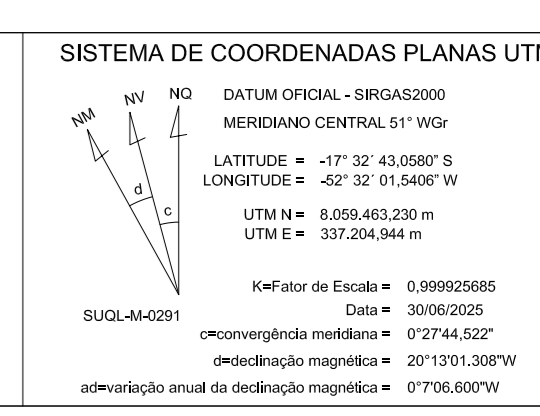 SISTEMA DE COORDENADAS PLANAS UTM
NM NV NQ
DATUM OFICIAL - SIRGAS2000
MERIDIANO CENTRAL 51° WGr
LATITUDE = -17° 32´ 43,0580” S
LONGITUDE = -52° 32´ 01,5406” W
d
c
UTM N = 8.059.463,230 m
UTM E = 337.204,944 m
K=Fator de Escala = 0,999925685
SUQL-M-0291
Data = 30/06/2025
c=convergência meridiana = 0°27'44,522"
d=declinação magnética = 20°13'01.308"W
ad=variação anual da declinação magnética = 0°7'06.600"W